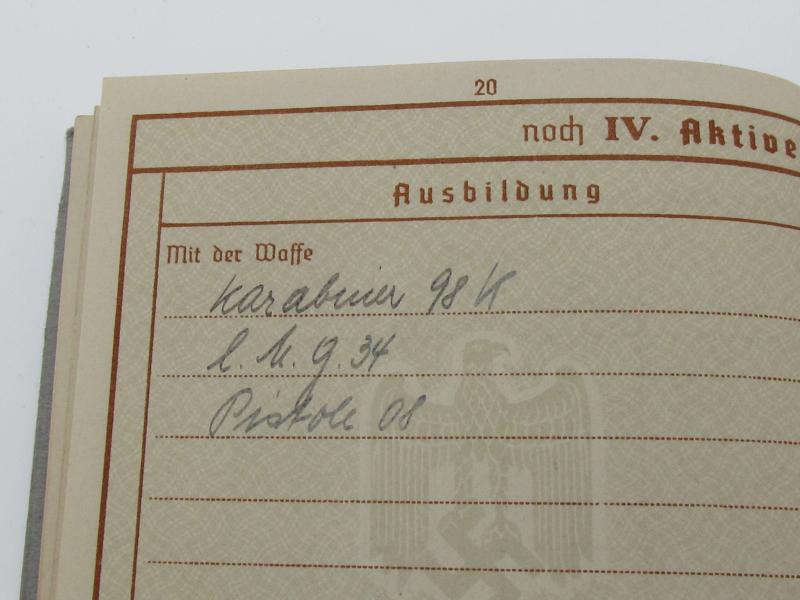 20
noch IV. Aktive
Ausbildung
Mit der Waffe
Karabiner 98 K
l. M. G. 34
Pistole 08